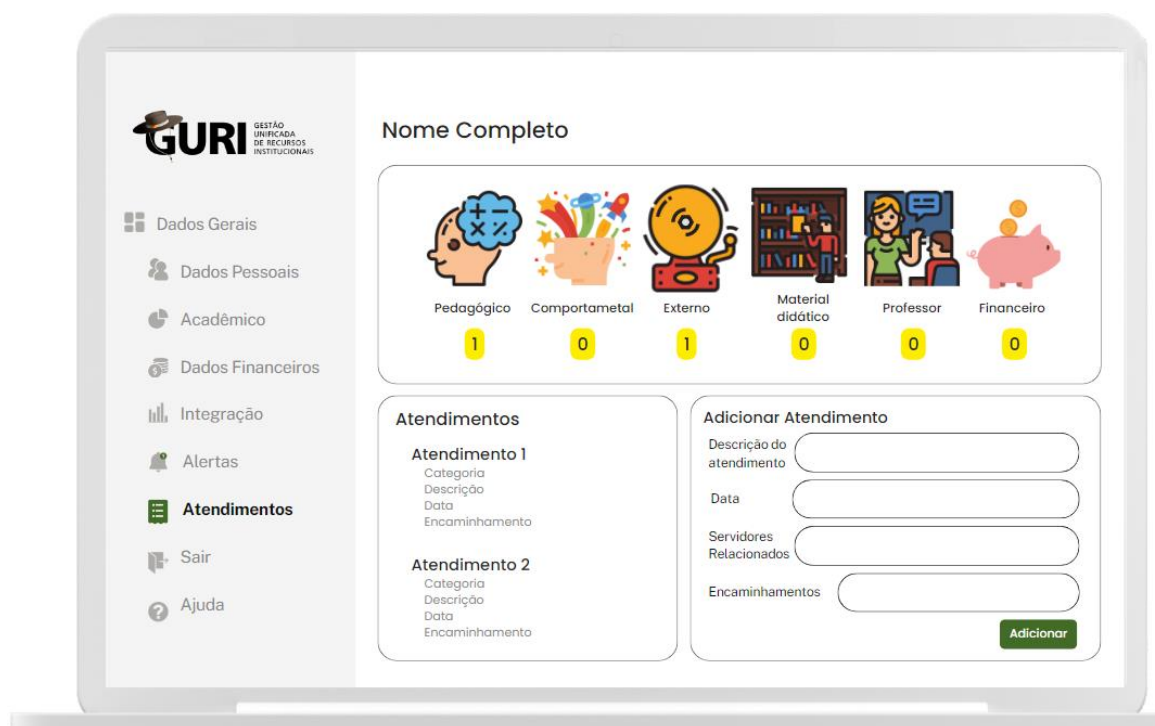 GURI
GESTÃO
UNIFICADA
DE RECURSOS
INSTITUCIONAIS
Dados Gerais
Dados Pessoais
Acadêmico
Dados Financeiros
Integração
Alertas
Atendimentos
Sair
Ajuda
Nome Completo
Pedagógico
Comportametal
Externo
Material
didático
Professor
Financeiro
1
0
1
0
0
0
Atendimentos
Atendimento 1
Categoria
Descrição
Data
Encaminhamento
Atendimento 2
Categoria
Descrição
Data
Encaminhamento
Adicionar Atendimento
Descrição do
atendimento
Data
Servidores
Relacionados
Encaminhamentos
Adicionar